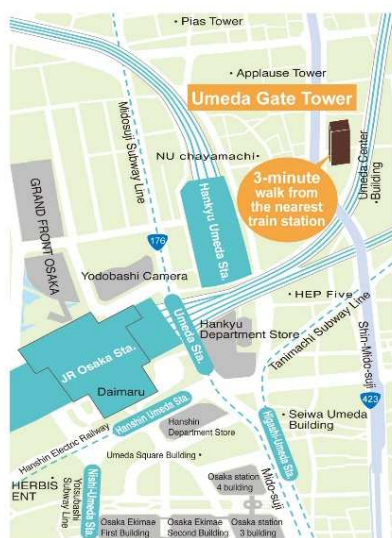 Pias Tower
Applause Tower
Umeda Gate Tower
Midosuji Subway Line
NU chayamachi
3-minute
walk from
the nearest
train station
Umeda Center
Building
Hankyu Umeda Sta.
GRAND FRONT OSAKA
176
Yodobashi Camera
HEP Five
Umeda Sta.
Hankyu
Department Store
Tanimachi Subway Line
Shin-Mido-suji
JR Osaka Sta.
Daimaru
423
Hanshin Umeda Sta.
Hanshin Electric Railway
Hanshin
Department Store
Seiwa Umeda
Building
Higashi-Umeda Sta.
Umeda Square Building
HERBIS
ENT
Yotsubashi
Subway Line
Nishi-Umeda Sta.
Osaka station
4 building
Mido-suji
Osaka Ekimae
First Building
Osaka Ekimae
Second Building
Osaka station
3 building